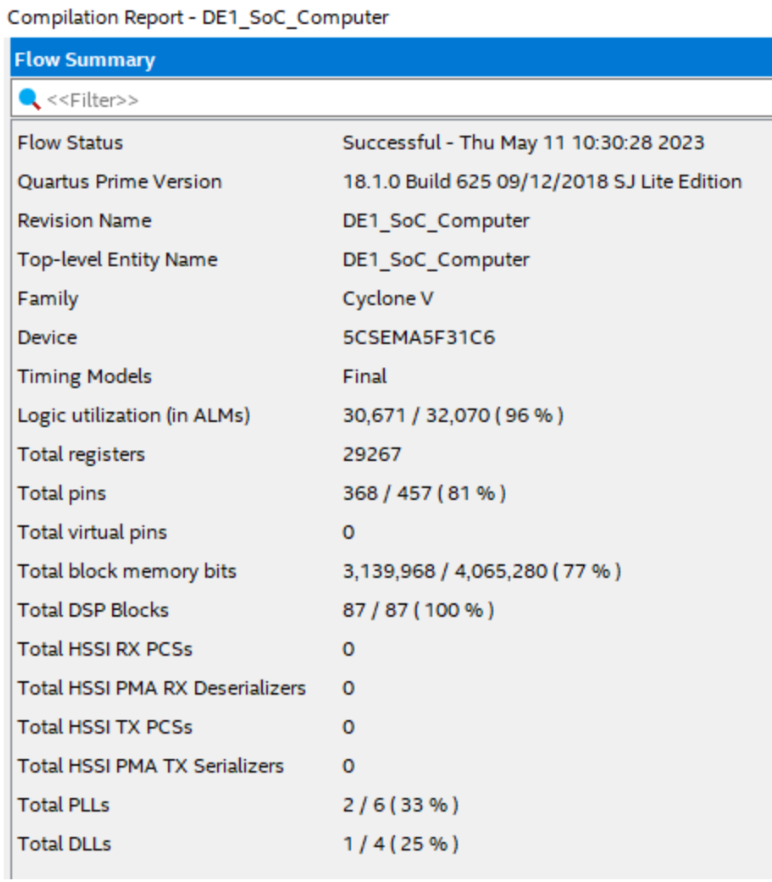 Compilation Report - DE1_SoC_Computer
Flow Summary
<<Filter>>
Flow Status Successful - Thu May 11 10:30:28 2023
Quartus Prime Version 18.1.0 Build 625 09/12/2018 SJ Lite Edition
Revision Name DE1_SoC_Computer
Top-level Entity Name DE1_SoC_Computer
Family Cyclone V
Device 5CSEMA5F31C6
Timing Models Final
Logic utilization (in ALMs) 30,671 / 32,070 ( 96 % )
Total registers 29267
Total pins 368 / 457 ( 81 % )
Total virtual pins 0
Total block memory bits 3,139,968 / 4,065,280 ( 77 % )
Total DSP Blocks 87 / 87 ( 100 % )
Total HSSI RX PCSs 0
Total HSSI PMA RX Deserializers 0
Total HSSI TX PCSs 0
Total HSSI PMA TX Serializers 0
Total PLLs 2 / 6 ( 33 % )
Total DLLs 1 / 4 ( 25 % )